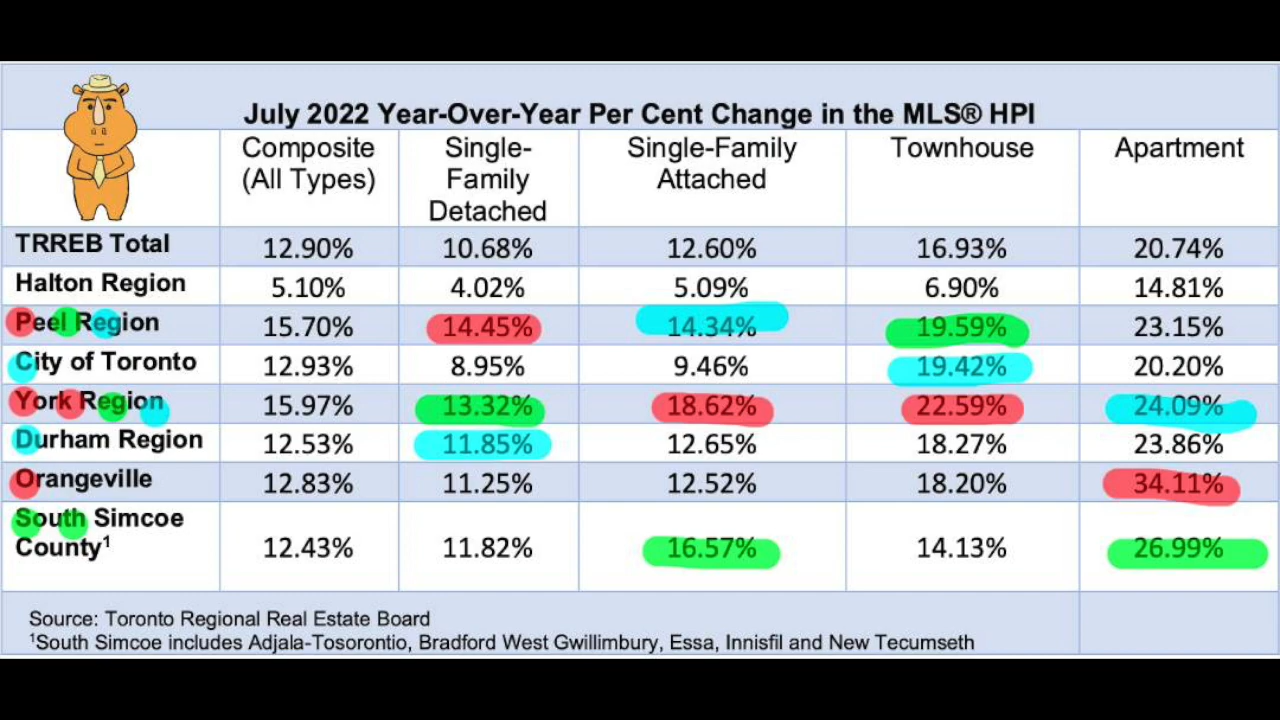 July 2022 Year-Over-Year Per Cent Change in the MLS® HPI
Composite (All Types) Single-Family Detached Single-Family Attached Townhouse Apartment
TRREB Total 12.90% 10.68% 12.60% 16.93% 20.74%
Halton Region 5.10% 4.02% 5.09% 6.90% 14.81%
Peel Region 15.70% 14.45% 14.34% 19.59% 23.15%
City of Toronto 12.93% 8.95% 9.46% 19.42% 20.20%
York Region 15.97% 13.32% 18.62% 22.59% 24.09%
Durham Region 12.53% 11.85% 12.65% 18.27% 23.86%
Orangeville 12.83% 11.25% 12.52% 18.20% 34.11%
South Simcoe County¹ 12.43% 11.82% 16.57% 14.13% 26.99%
Source: Toronto Regional Real Estate Board
¹South Simcoe includes Adjala-Tosorontio, Bradford West Gwillimbury, Essa, Innisfil and New Tecumseth